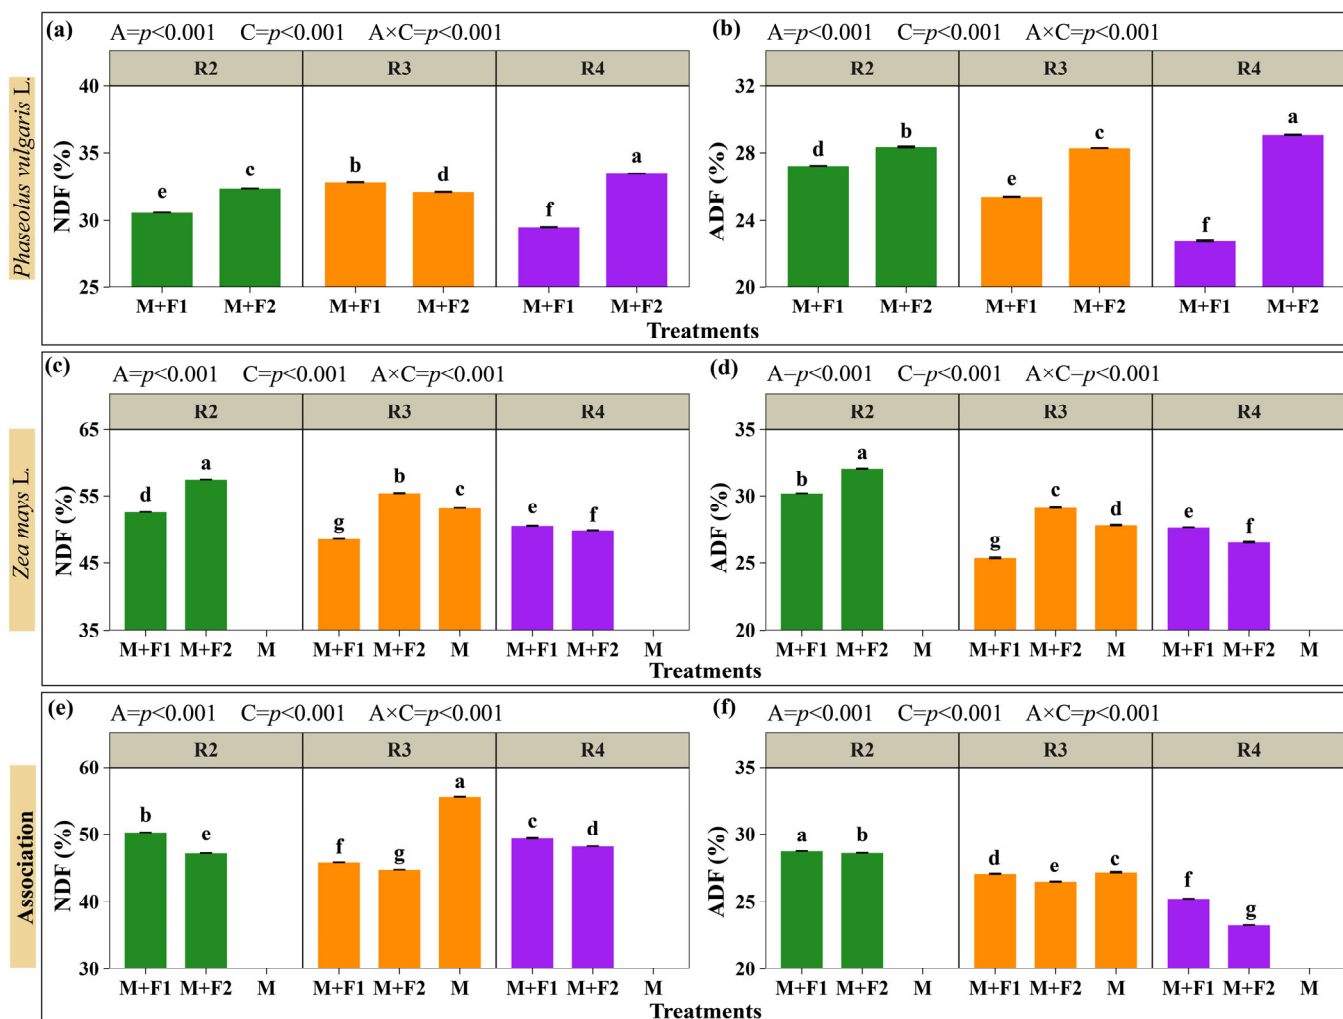 (a) A=p<0.001 C=p<0.001 A×C=p<0.001
R2 R3 R4
Phaseolus vulgaris L.
NDF (%)
40
35
30
25
e c b d f a
M+F1 M+F2 M+F1 M+F2 M+F1 M+F2
Treatments
(b) A=p<0.001 C=p<0.001 A×C=p<0.001
R2 R3 R4
ADF (%)
32
28
24
20
d b e c f a
M+F1 M+F2 M+F1 M+F2 M+F1 M+F2
(c) A=p<0.001 C=p<0.001 A×C=p<0.001
R2 R3 R4
Zea mays L.
NDF (%)
65
55
45
35
d a g b c e f
M+F1 M+F2 M M+F1 M+F2 M M+F1 M+F2 M
Treatments
(d) A−p<0.001 C−p<0.001 A×C−p<0.001
R2 R3 R4
ADF (%)
35
30
25
20
b a g c d e f
M+F1 M+F2 M M+F1 M+F2 M M+F1 M+F2 M
(e) A=p<0.001 C=p<0.001 A×C=p<0.001
R2 R3 R4
Association
NDF (%)
60
50
40
30
b e f g a c d
M+F1 M+F2 M M+F1 M+F2 M M+F1 M+F2 M
Treatments
(f) A=p<0.001 C=p<0.001 A×C=p<0.001
R2 R3 R4
ADF (%)
35
30
25
20
a b d e c f g
M+F1 M+F2 M M+F1 M+F2 M M+F1 M+F2 M